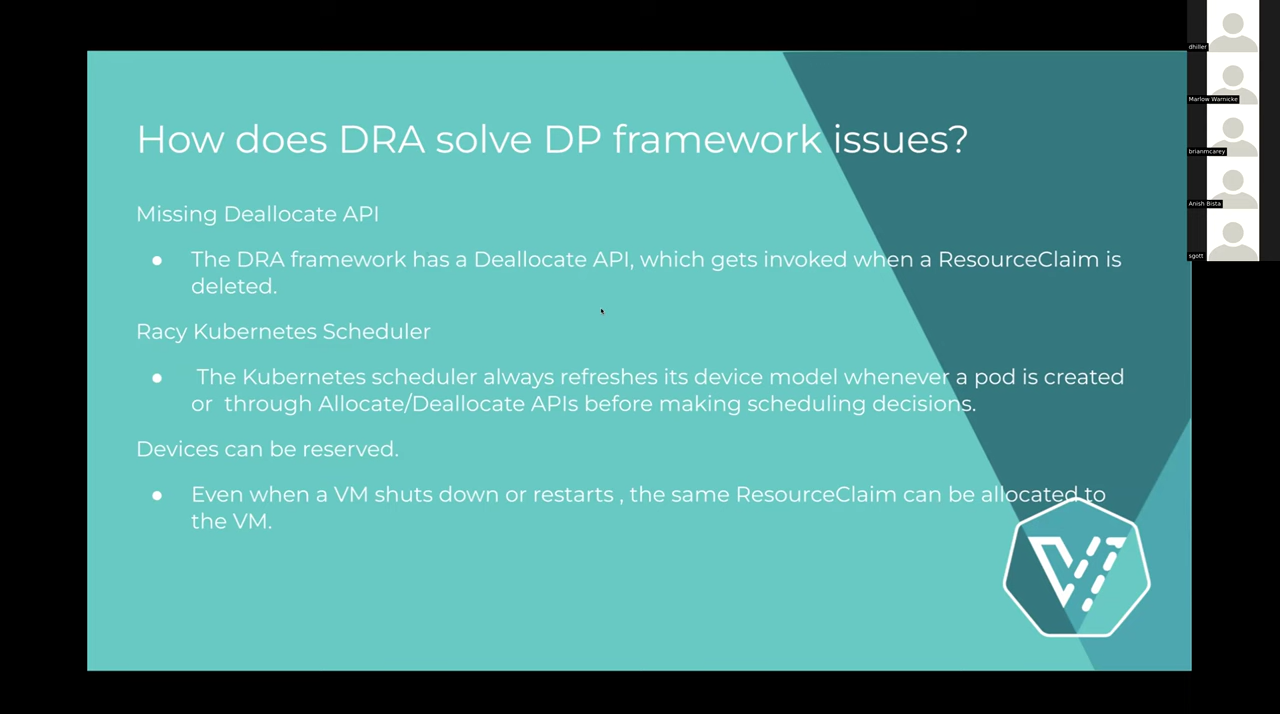 How does DRA solve DP framework issues?
Missing Deallocate API
● The DRA framework has a Deallocate API, which gets invoked when a ResourceClaim is
deleted.
Racy Kubernetes Scheduler
● The Kubernetes scheduler always refreshes its device model whenever a pod is created
or through Allocate/Deallocate APIs before making scheduling decisions.
Devices can be reserved.
● Even when a VM shuts down or restarts , the same ResourceClaim can be allocated to
the VM.
dhiller
Marlow Warnicke
brianmcarey
Anish Bista
sgott